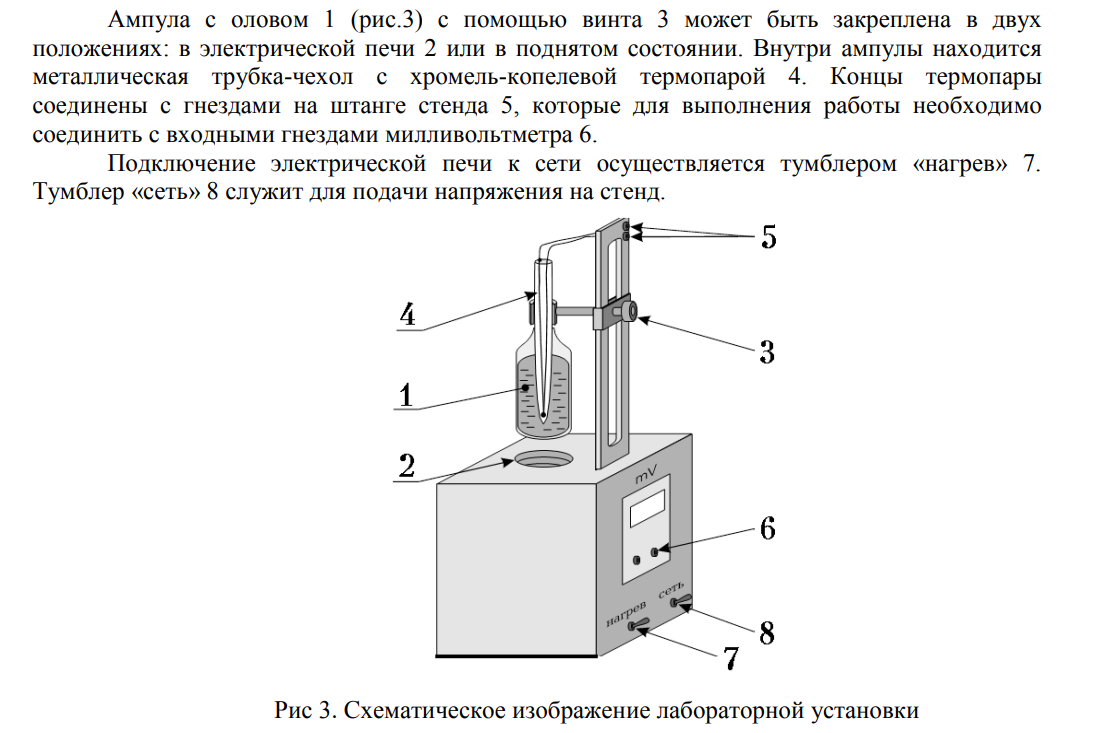 Ампула с оловом 1 (рис.3) с помощью винта 3 может быть закреплена в двух
положениях: в электрической печи 2 или в поднятом состоянии. Внутри ампулы находится
металлическая трубка-чехол с хромель-копелевой термопарой 4. Концы термопары
соединены с гнездами на штанге стенда 5, которые для выполнения работы необходимо
соединить с входными гнездами милливольтметра 6.
Подключение электрической печи к сети осуществляется тумблером «нагрев» 7.
Тумблер «сеть» 8 служит для подачи напряжения на стенд.
5
4
3
1
2
mV
6
сеть
нагрев
8
7
Рис 3. Схематическое изображение лабораторной установки